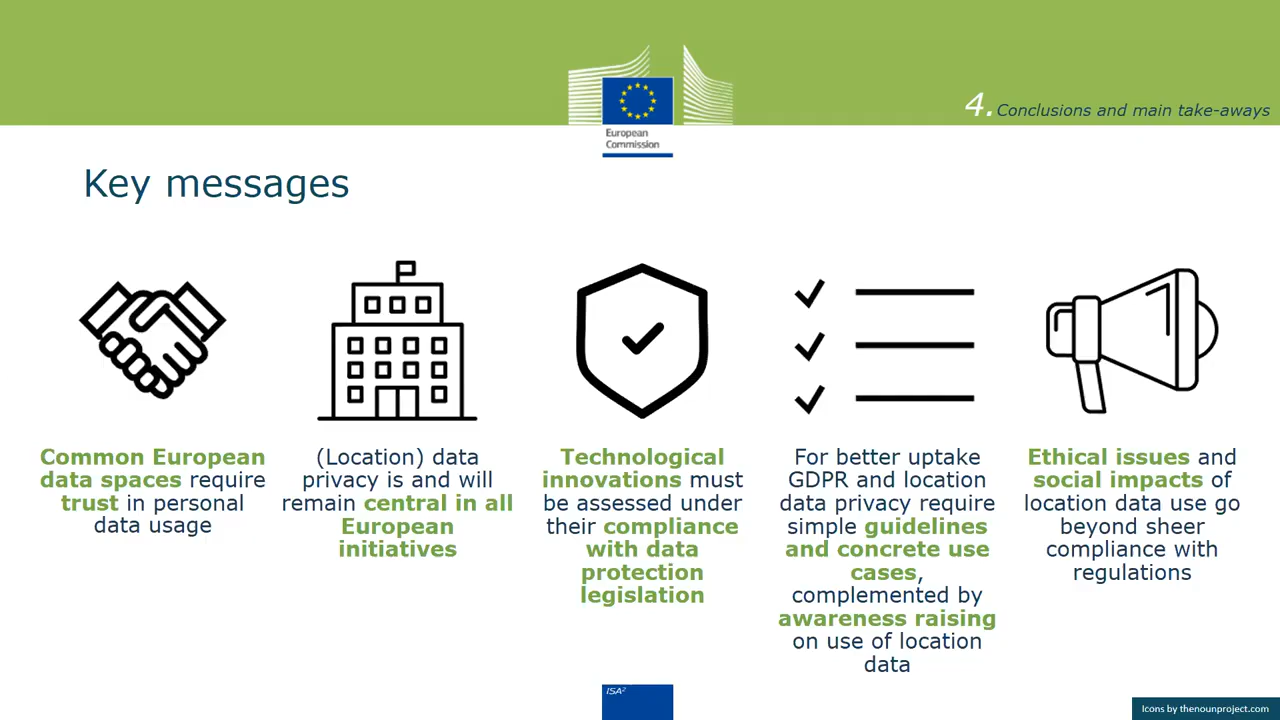 European
Commission
4. Conclusions and main take-aways
Key messages
Common European
data spaces require
trust in personal
data usage
(Location) data
privacy is and will
remain central in all
European
initiatives
Technological
innovations must
be assessed under
their compliance
with data
protection
legislation
For better uptake
GDPR and location
data privacy require
simple guidelines
and concrete use
cases,
complemented by
awareness raising
on use of location
data
Ethical issues and
social impacts of
location data use go
beyond sheer
compliance with
regulations
ISA²
Icons by thenounproject.com